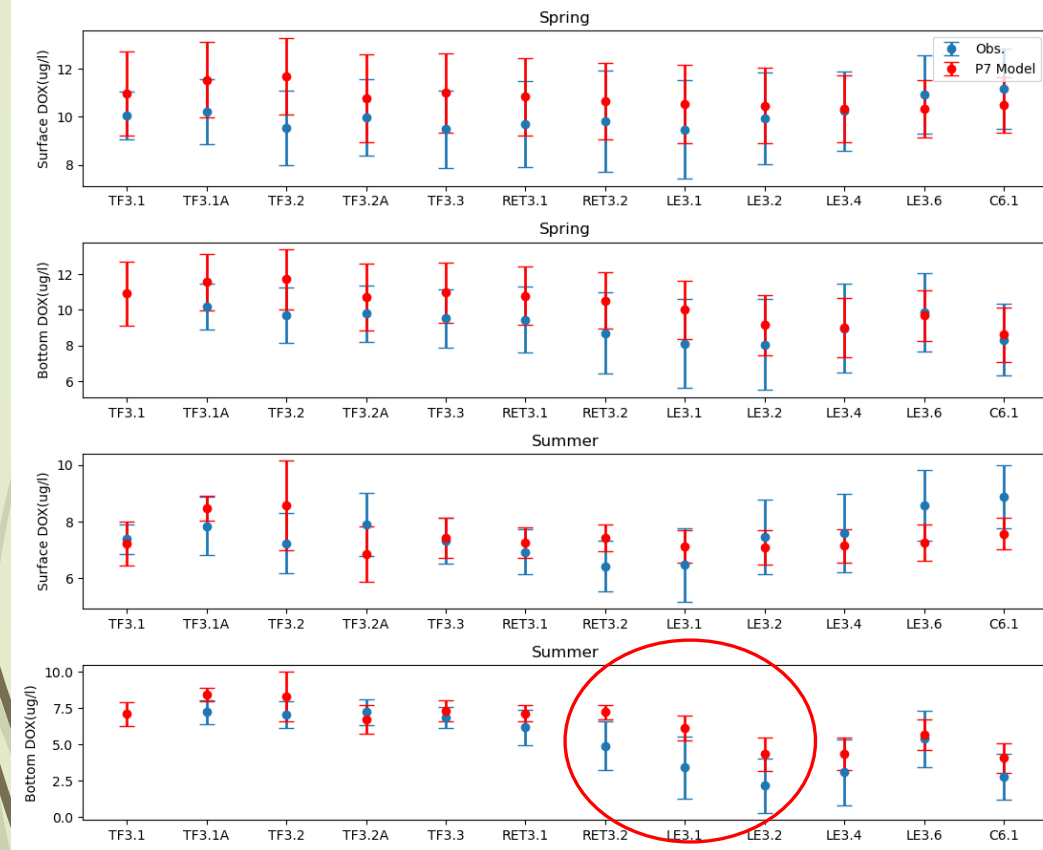 Spring
Surface DOX(ug/l)
12
10
8
Obs.
P7 Model
TF3.1 TF3.1A TF3.2 TF3.2A TF3.3 RET3.1 RET3.2 LE3.1 LE3.2 LE3.4 LE3.6 C6.1
Spring
Bottom DOX(ug/l)
12
10
8
6
TF3.1 TF3.1A TF3.2 TF3.2A TF3.3 RET3.1 RET3.2 LE3.1 LE3.2 LE3.4 LE3.6 C6.1
Summer
Surface DOX(ug/l)
10
8
6
TF3.1 TF3.1A TF3.2 TF3.2A TF3.3 RET3.1 RET3.2 LE3.1 LE3.2 LE3.4 LE3.6 C6.1
Summer
Bottom DOX(ug/l)
10.0
7.5
5.0
2.5
0.0
TF3.1 TF3.1A TF3.2 TF3.2A TF3.3 RET3.1 RET3.2 LE3.1 LE3.2 LE3.4 LE3.6 C6.1